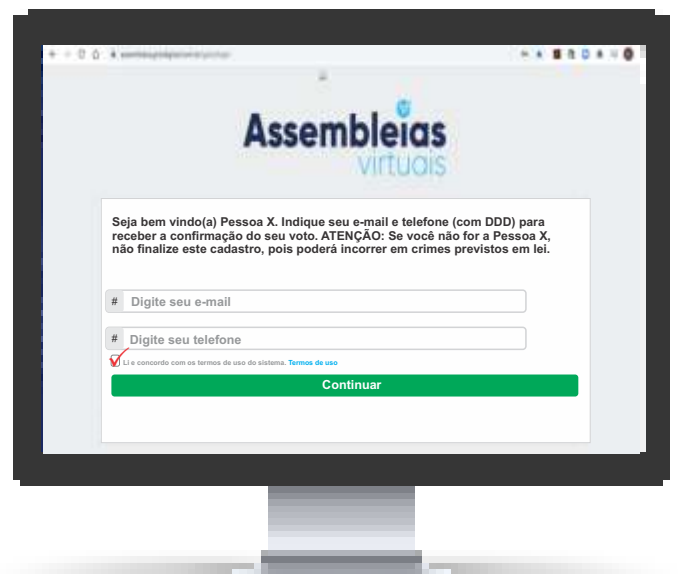 Assembleias
virtuais
Seja bem vindo(a) Pessoa X. Indique seu e-mail e telefone (com DDD) para
receber a confirmação do seu voto. ATENÇÃO: Se você não for a Pessoa X,
não finalize este cadastro, pois poderá incorrer em crimes previstos em lei.
# Digite seu e-mail
# Digite seu telefone
Li e concordo com os termos de uso do sistema. Termos de uso
Continuar